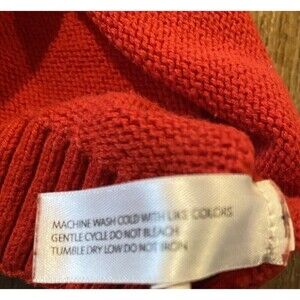 MACHINE WASH COLD WITH LIKE COLORS.
GENTLE CYCLE DO NOT BLEACH
TUMBLE DRY LOW DO NOT IRON